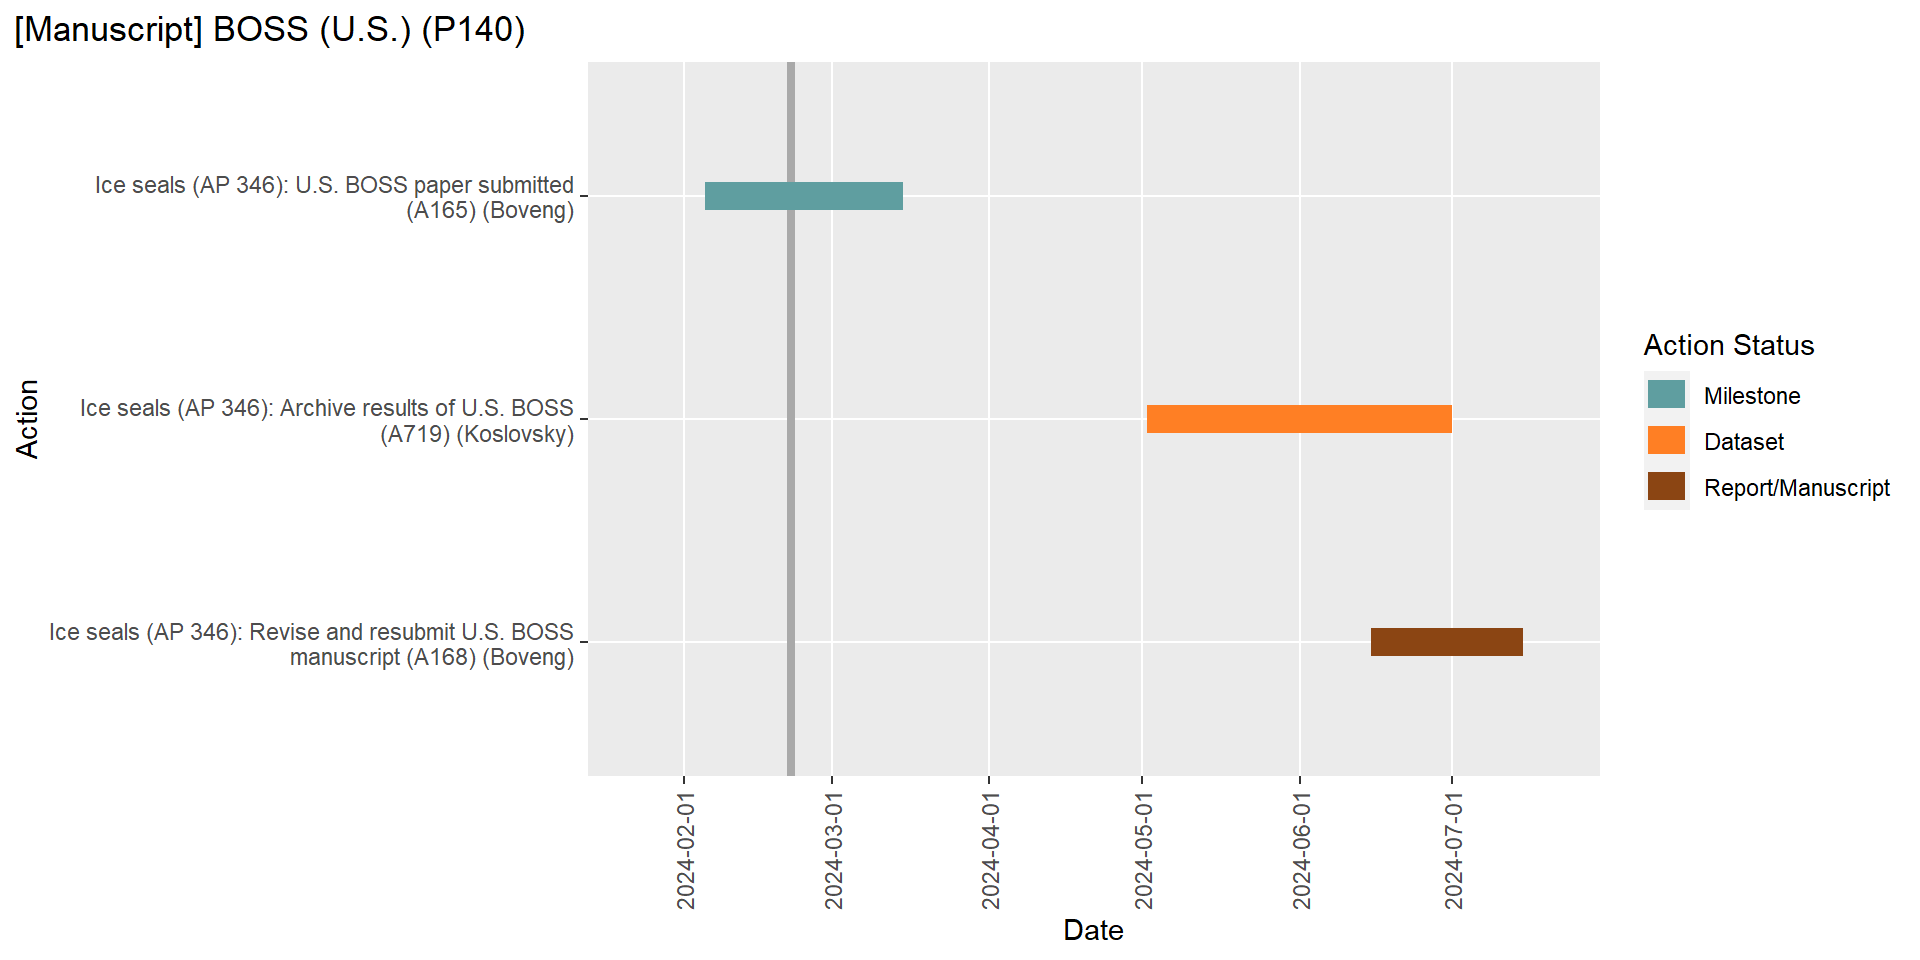 [Manuscript] BOSS (U.S.) (P140)
Ice seals (AP 346): U.S. BOSS paper submitted
(A165) (Boveng)
Ice seals (AP 346): Archive results of U.S. BOSS
(A719) (Koslovsky)
Ice seals (AP 346): Revise and resubmit U.S. BOSS
manuscript (A168) (Boveng)
Action
2024-02-01
2024-03-01
2024-04-01
2024-05-01
2024-06-01
2024-07-01
Date
Action Status
Milestone
Dataset
Report/Manuscript